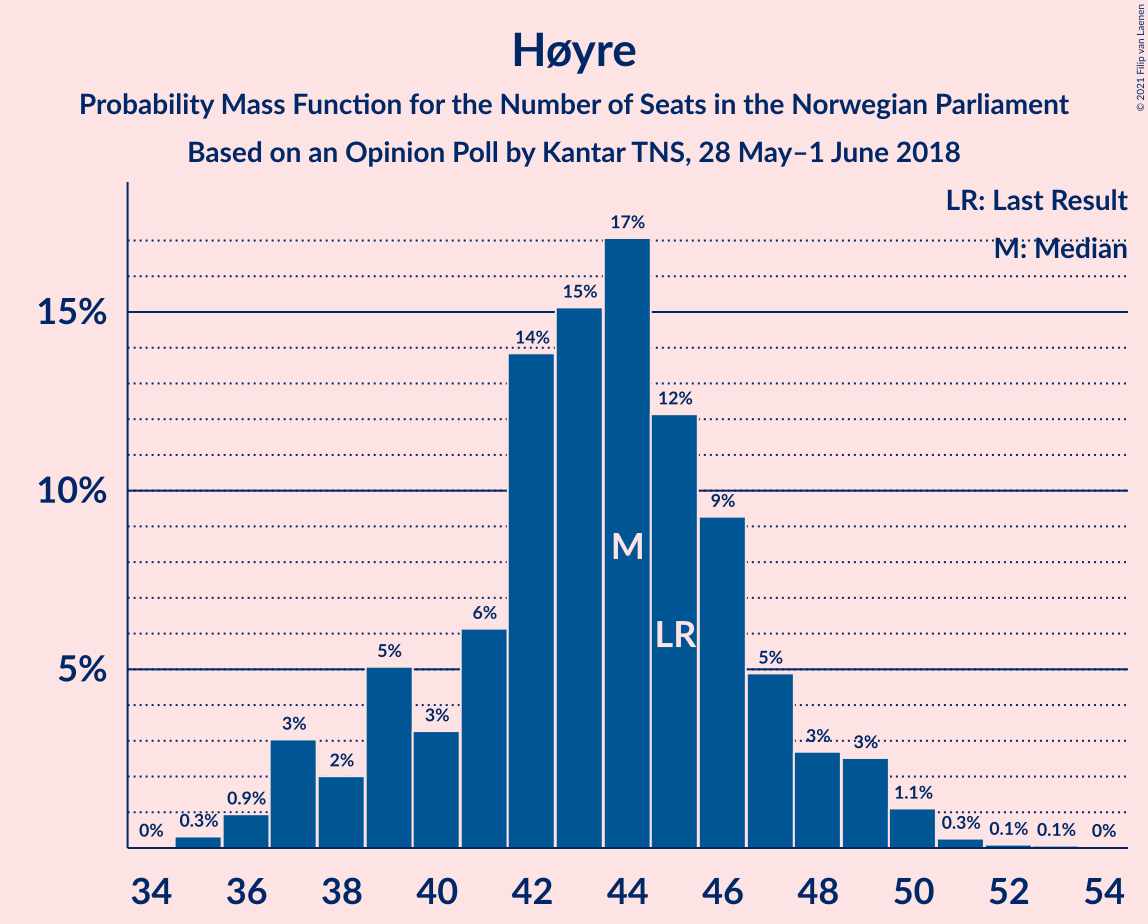 Høyre
Probability Mass Function for the Number of Seats in the Norwegian Parliament
Based on an Opinion Poll by Kantar TNS, 28 May–1 June 2018
© 2021 Filip van Laenen
LR: Last Result
M: Median
15%
10%
5%
0%
0.3%
0.9%
3%
2%
5%
3%
6%
14%
15%
17%
12%
9%
5%
3%
3%
1.1%
0.3%
0.1%
0.1%
0%
M
LR
34 36 38 40 42 44 46 48 50 52 54